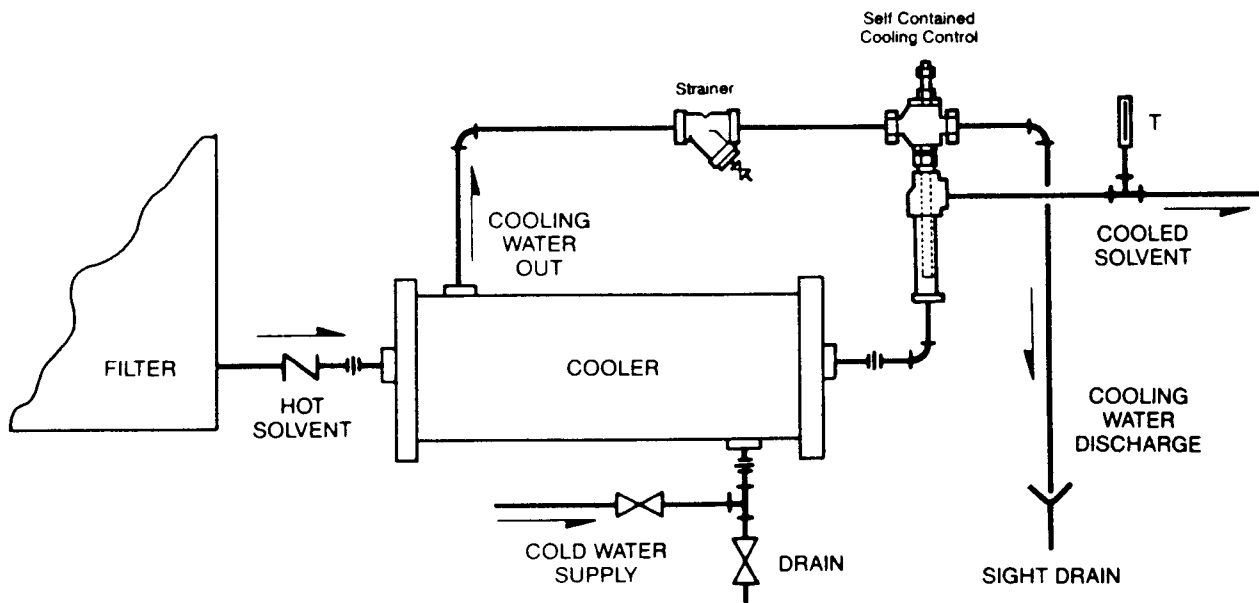 Self Contained
Cooling Control
Strainer
T
COOLING
WATER
OUT
COOLED
SOLVENT
FILTER
HOT
SOLVENT
COOLER
COOLING
WATER
DISCHARGE
COLD WATER
SUPPLY
DRAIN
SIGHT DRAIN